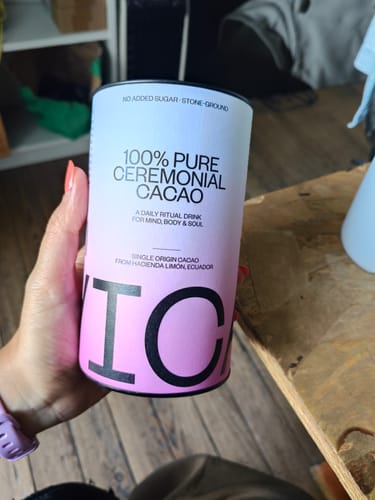 NO ADDED SUGAR · STONE-GROUND
100% PURE
CEREMONIAL
CACAO
A DAILY RITUAL DRINK
FOR MIND, BODY & SOUL
SINGLE ORIGIN CACAO
FROM HACIENDA LIMÓN, ECUADOR
VIC